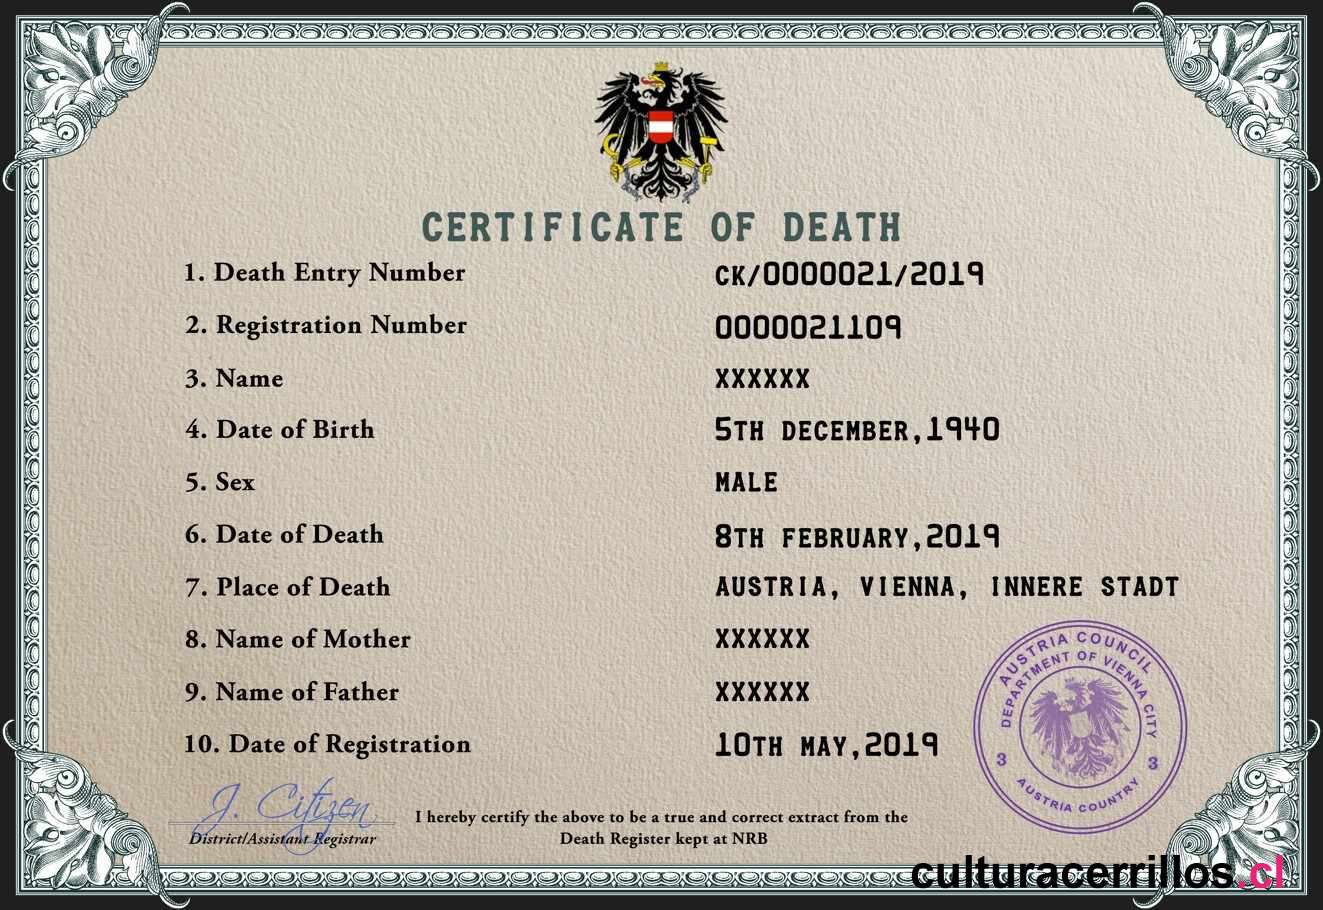 CERTIFICATE OF DEATH
1. Death Entry Number CK/0000021/2019
2. Registration Number 0000021109
3. Name XXXXXX
4. Date of Birth 5TH DECEMBER,1940
5. Sex MALE
6. Date of Death 8TH FEBRUARY,2019
7. Place of Death AUSTRIA, VIENNA, INNERE STADT
8. Name of Mother XXXXXX
9. Name of Father XXXXXX
10. Date of Registration 10TH MAY,2019
AUSTRIA COUNCIL
DEPARTMENT OF VIENNA CITY
3 3
AUSTRIA COUNTRY
J. Citizen
District/Assistant Registrar
I hereby certify the above to be a true and correct extract from the
Death Register kept at NRB
culturacerrillos.cl